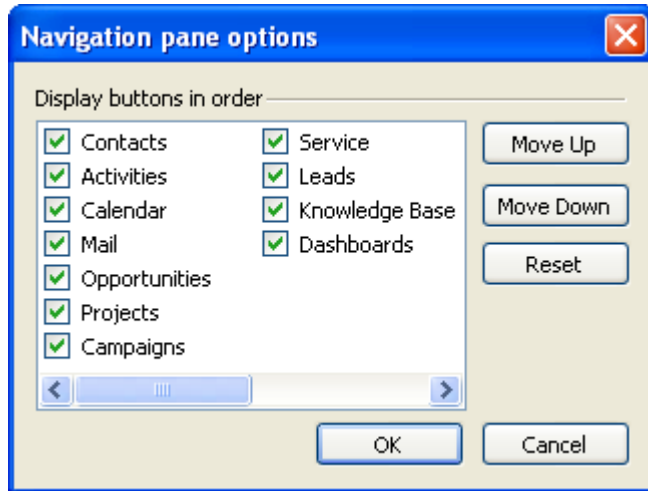 Navigation pane options
Display buttons in order
Contacts
Activities
Calendar
Mail
Opportunities
Projects
Campaigns
Service
Leads
Knowledge Base
Dashboards
Move Up
Move Down
Reset
OK
Cancel